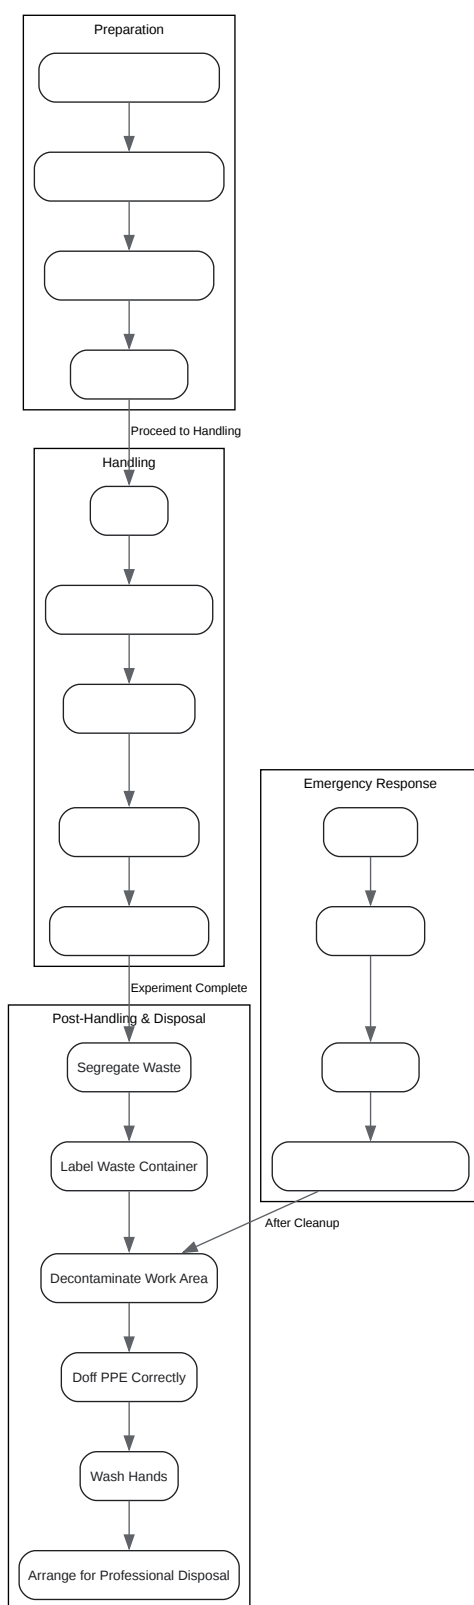 Preparation
Proceed to Handling
Handling
Emergency Response
Experiment Complete
Post-Handling & Disposal
Segregate Waste
Label Waste Container
After Cleanup
Decontaminate Work Area
Doff PPE Correctly
Wash Hands
Arrange for Professional Disposal